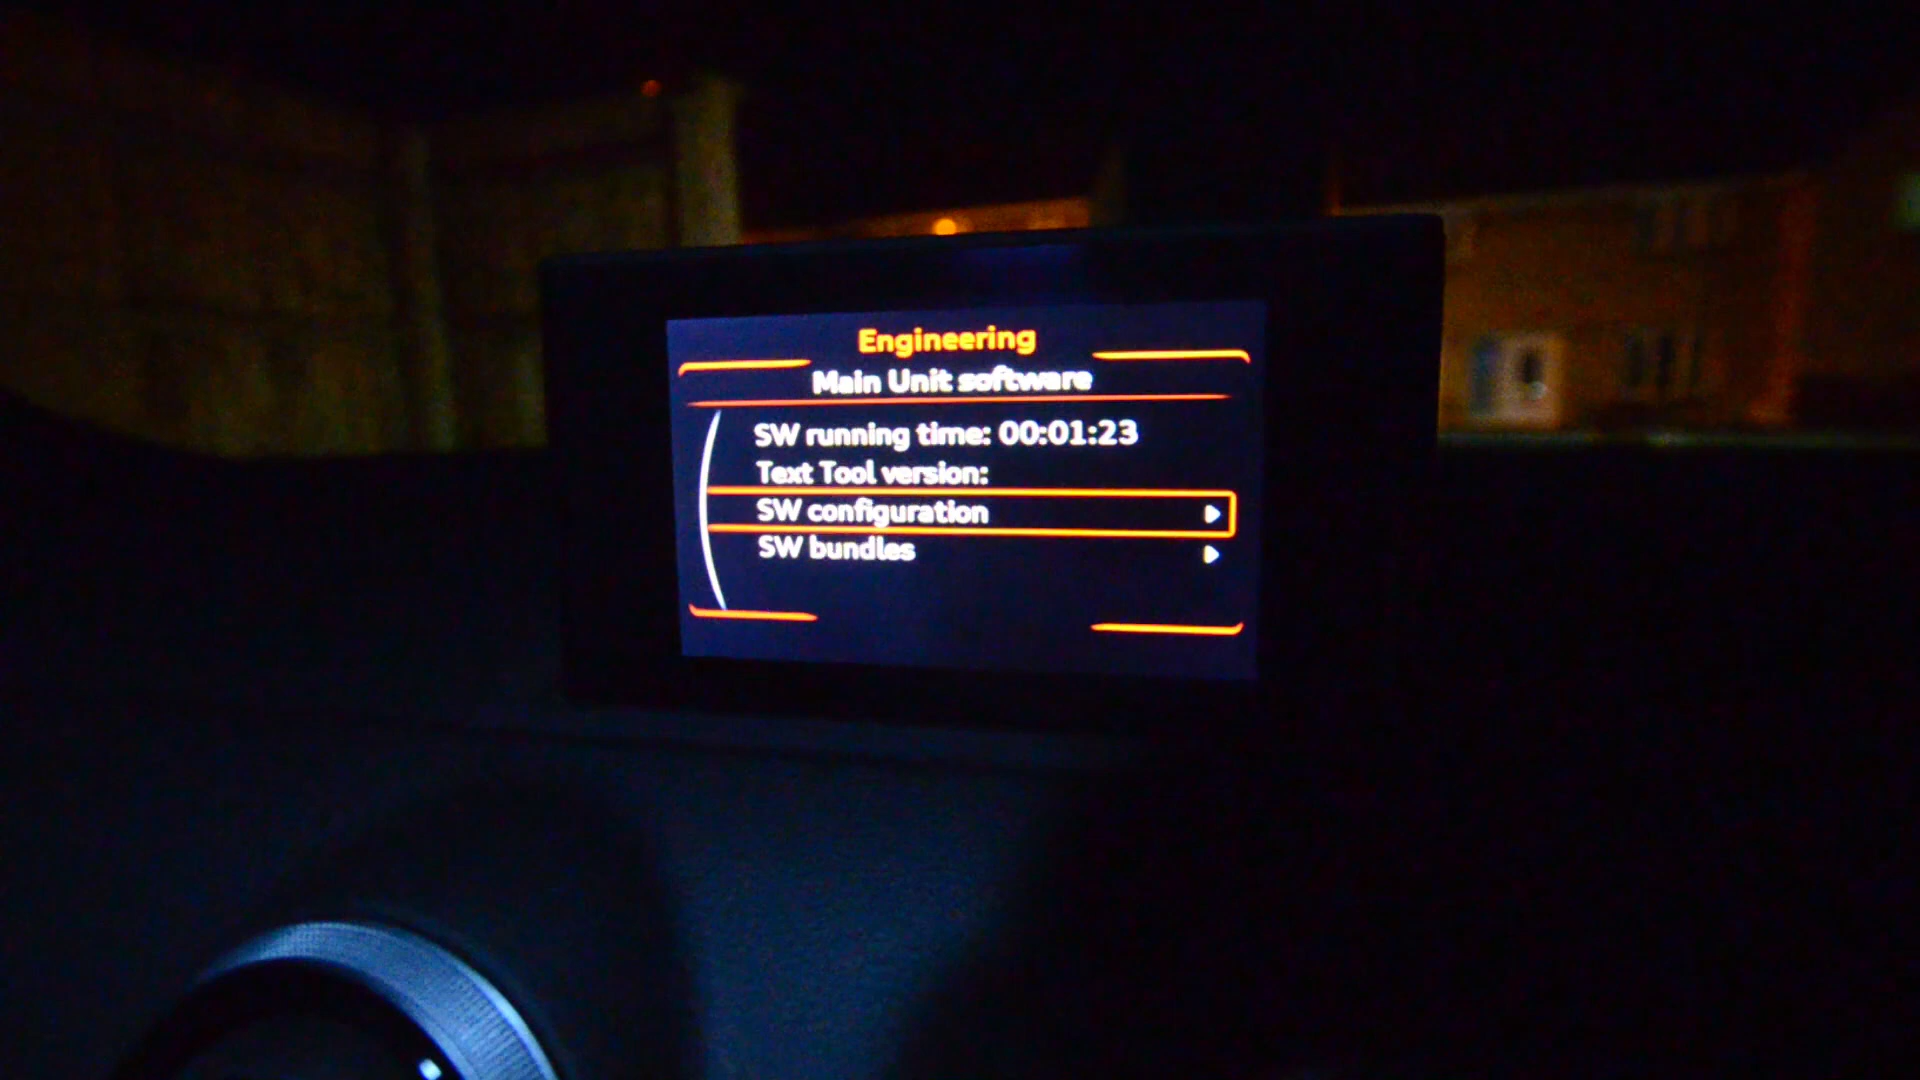 Engineering
Main Unit software
SW running time: 00:01:23
Text Tool version:
SW configuration
SW bundles